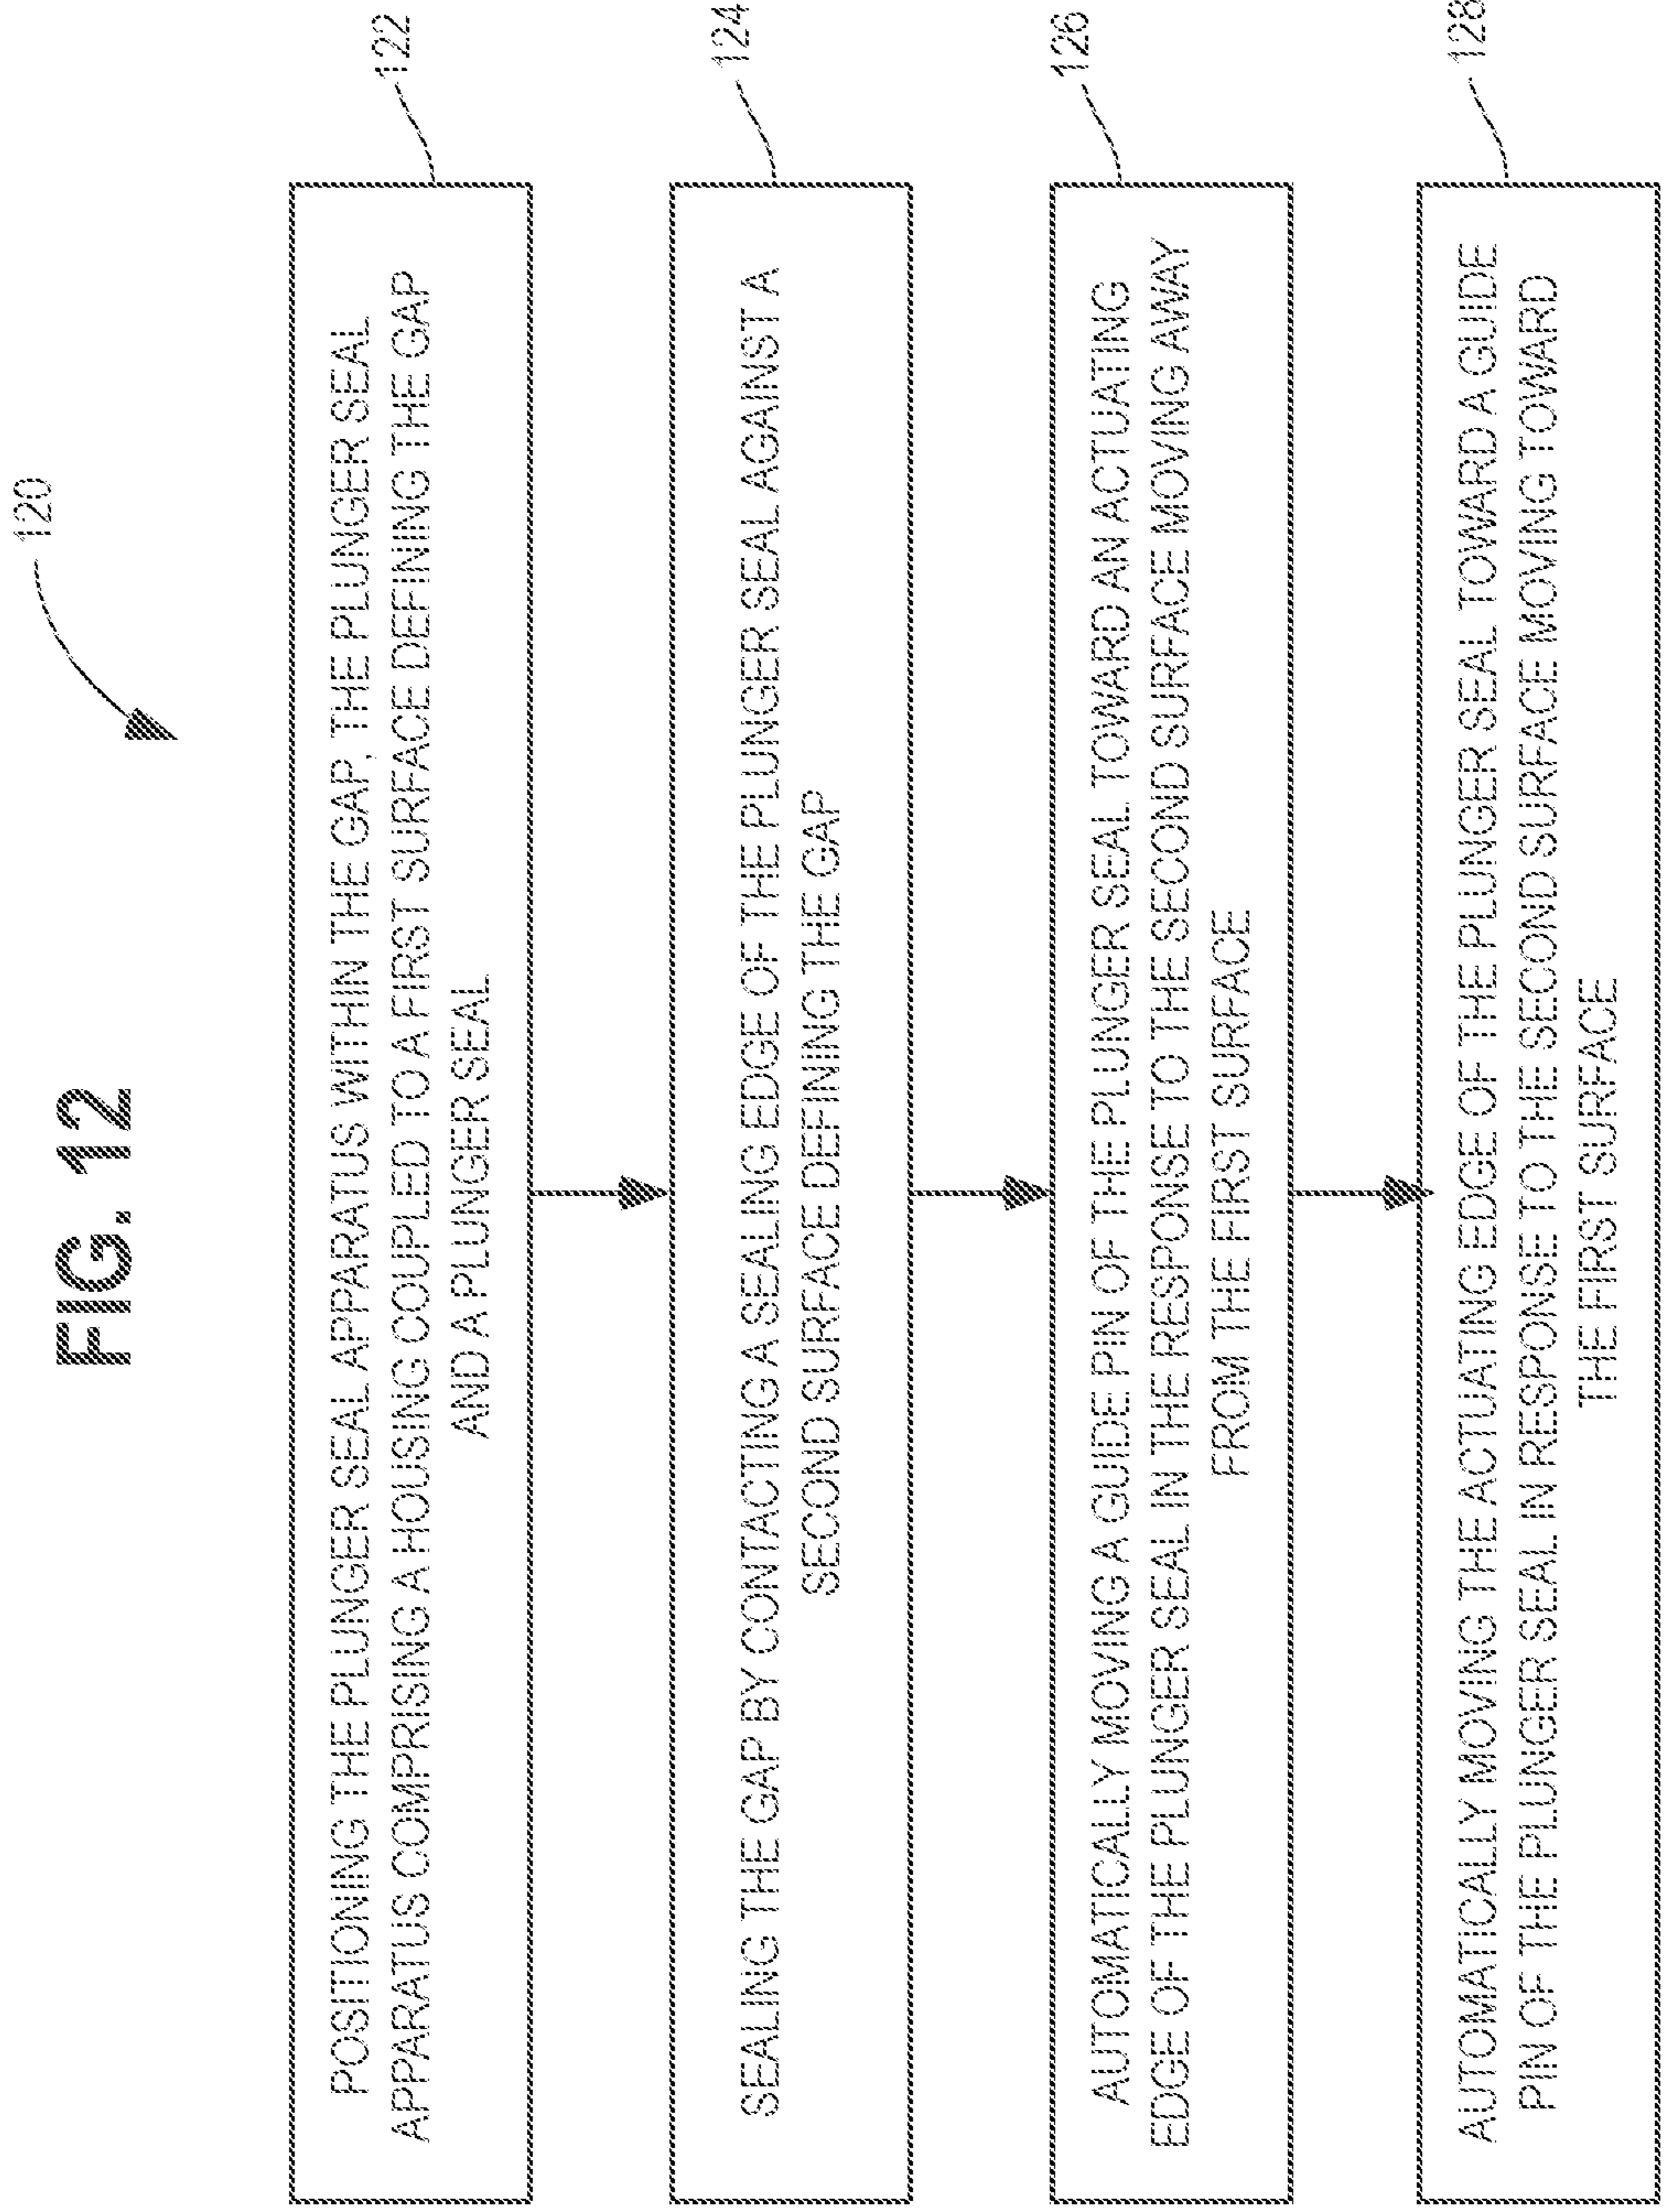 FIG. 12
120
POSITIONING THE PLUNGER SEAL APPARATUS WITHIN THE GAP, THE PLUNGER SEAL
APPARATUS COMPRISING A HOUSING COUPLED TO A FIRST SURFACE DEFINING THE GAP
AND A PLUNGER SEAL
122
SEALING THE GAP BY CONTACTING A SEALING EDGE OF THE PLUNGER SEAL AGAINST A
SECOND SURFACE DEFINING THE GAP
124
AUTOMATICALLY MOVING A GUIDE PIN OF THE PLUNGER SEAL TOWARD AN ACTUATING
EDGE OF THE PLUNGER SEAL IN THE RESPONSE TO THE SECOND SURFACE MOVING AWAY
FROM THE FIRST SURFACE
126
AUTOMATICALLY MOVING THE ACTUATING EDGE OF THE PLUNGER SEAL TOWARD A GUIDE
PIN OF THE PLUNGER SEAL IN RESPONSE TO THE SECOND SURFACE MOVING TOWARD
THE FIRST SURFACE
128